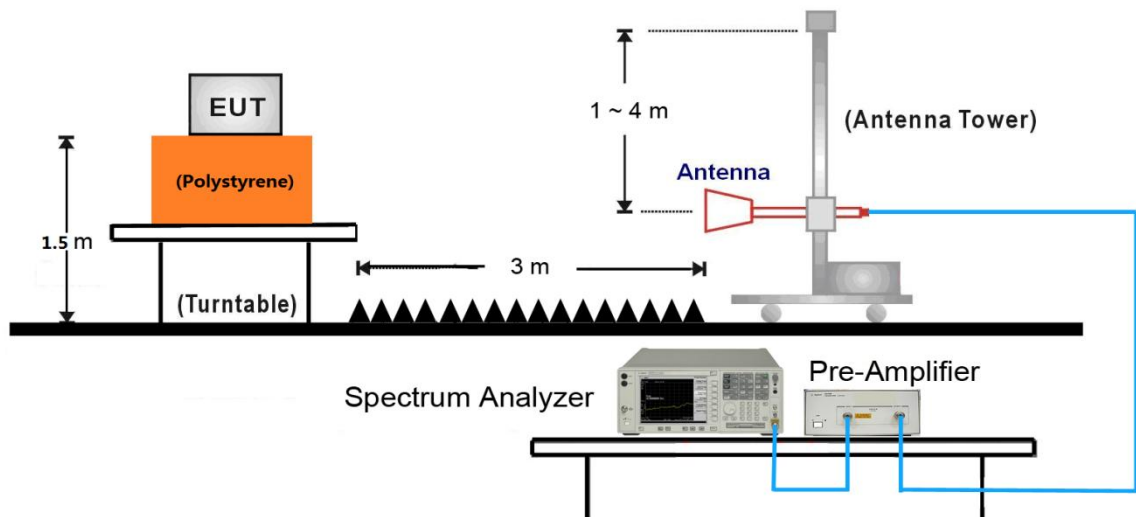 EUT
(Polystyrene)
1.5 m
(Turntable)
3 m
1 ~ 4 m
(Antenna Tower)
Antenna
Spectrum Analyzer
Pre-Amplifier